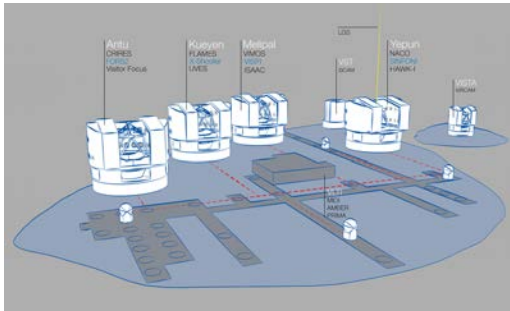 Antu
CRIRES
FORS2
Visitor Focus
Kueyen
FLAMES
X-Shooter
UVES
Melipal
VIMOS
VISIR
ISAAC
LGS
VST
Yepun
NACO
SINFONI
HAWK-I
VISTA
VIRCAM
MIDI
AMBER
PRIMA